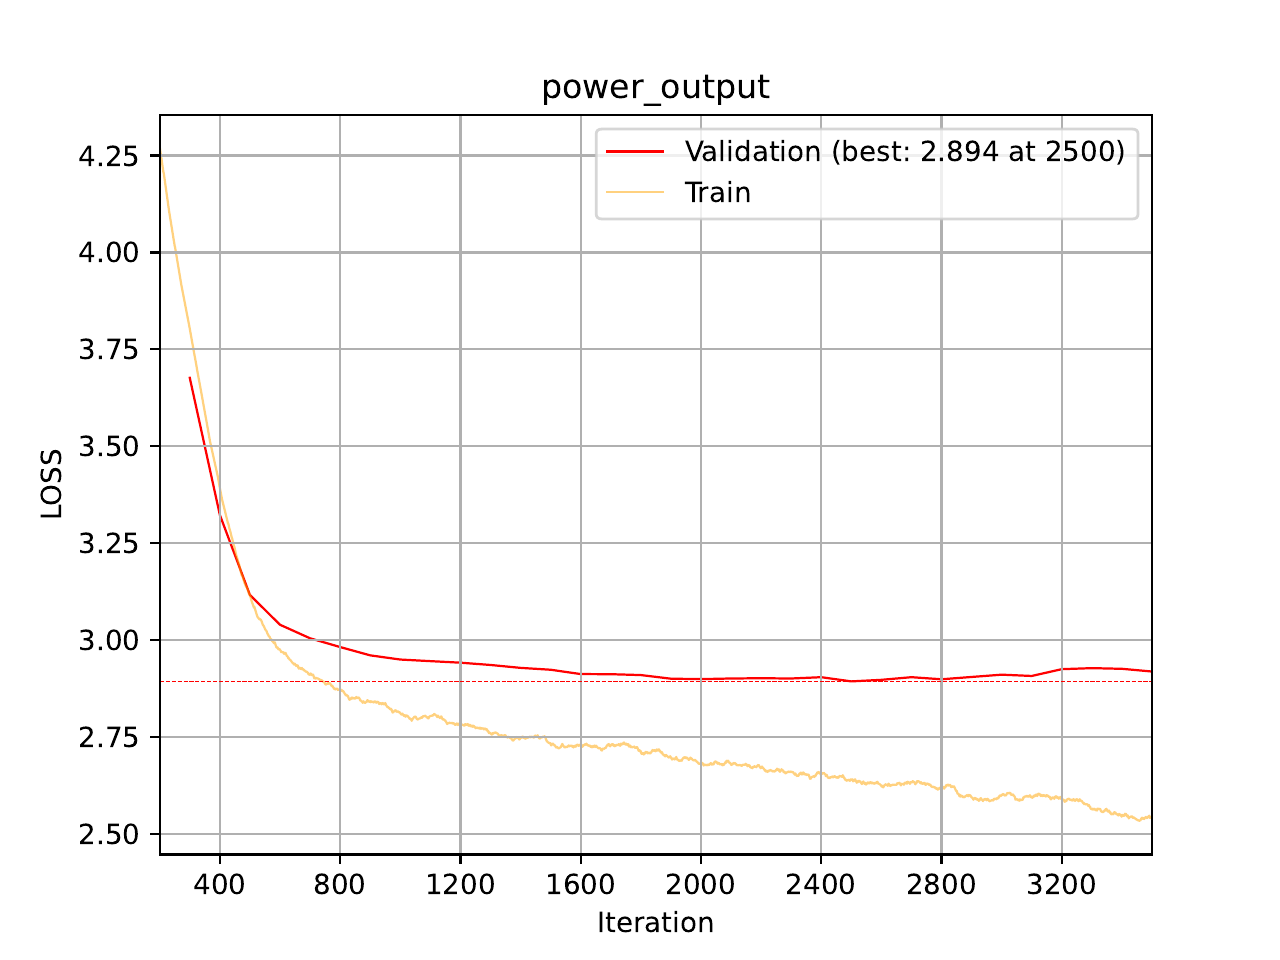 power_output
Validation (best: 2.894 at 2500)
Train
LOSS
4.25
4.00
3.75
3.50
3.25
3.00
2.75
2.50
400 800 1200 1600 2000 2400 2800 3200
Iteration